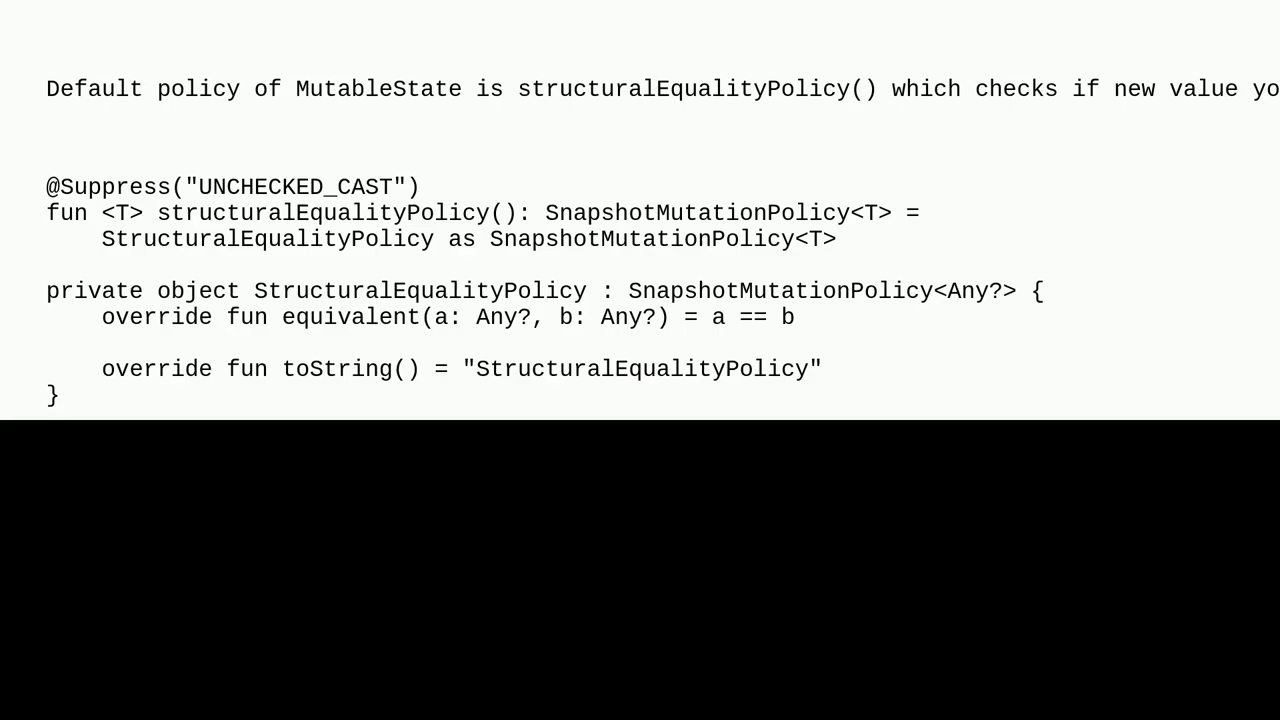 Default policy of MutableState is structuralEqualityPolicy() which checks if new value yo
@Suppress("UNCHECKED_CAST")
fun <T> structuralEqualityPolicy(): SnapshotMutationPolicy<T> =
    StructuralEqualityPolicy as SnapshotMutationPolicy<T>
private object StructuralEqualityPolicy : SnapshotMutationPolicy<Any?> {
    override fun equivalent(a: Any?, b: Any?) = a == b
    override fun toString() = "StructuralEqualityPolicy"
}